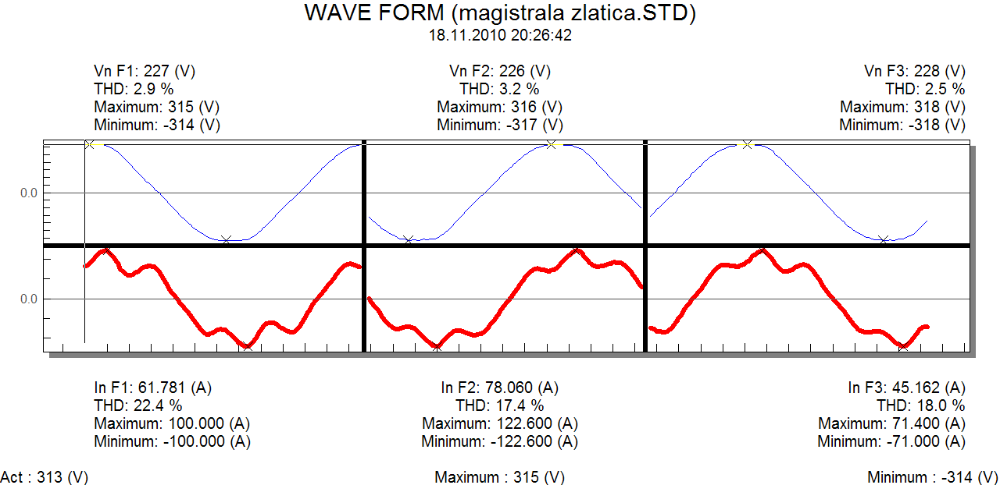 WAVE FORM (magistrala zlatica.STD)
18.11.2010 20:26:42
Vn F1: 227 (V)
THD: 2.9 %
Maximum: 315 (V)
Minimum: -314 (V)
Vn F2: 226 (V)
THD: 3.2 %
Maximum: 316 (V)
Minimum: -317 (V)
Vn F3: 228 (V)
THD: 2.5 %
Maximum: 318 (V)
Minimum: -318 (V)
0.0
0.0
In F1: 61.781 (A)
THD: 22.4 %
Maximum: 100.000 (A)
Minimum: -100.000 (A)
In F2: 78.060 (A)
THD: 17.4 %
Maximum: 122.600 (A)
Minimum: -122.600 (A)
In F3: 45.162 (A)
THD: 18.0 %
Maximum: 71.400 (A)
Minimum: -71.000 (A)
Act : 313 (V)
Maximum : 315 (V)
Minimum : -314 (V)